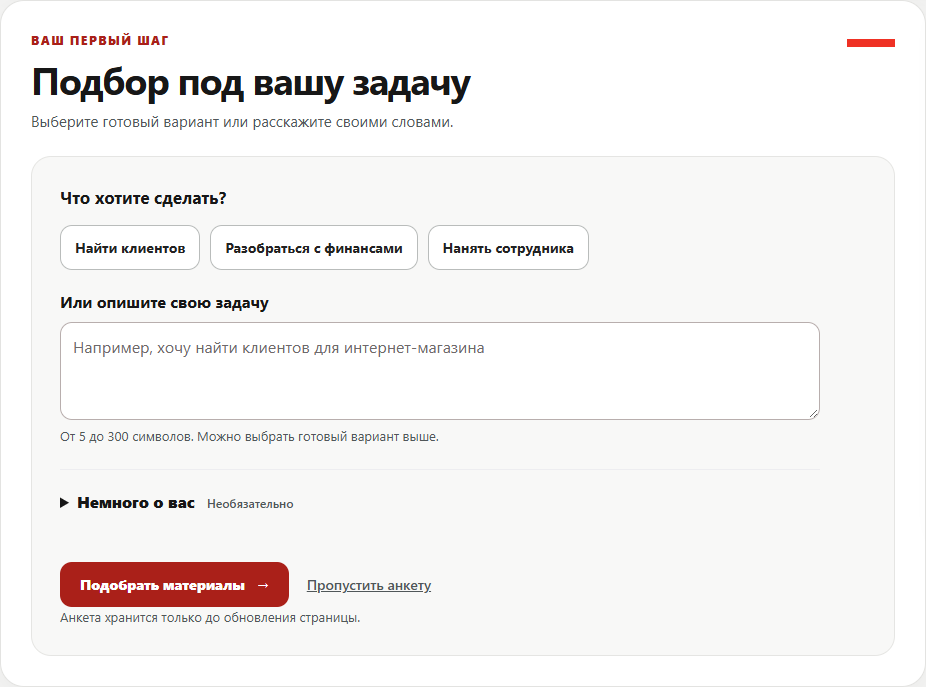 ВАШ ПЕРВЫЙ ШАГ
Подбор под вашу задачу
Выберите готовый вариант или расскажите своими словами.
Что хотите сделать?
Найти клиентов
Разобраться с финансами
Нанять сотрудника
Или опишите свою задачу
Например, хочу найти клиентов для интернет-магазина
От 5 до 300 символов. Можно выбрать готовый вариант выше.
▶ Немного о вас Необязательно
Подобрать материалы →
Пропустить анкету
Анкета хранится только до обновления страницы.